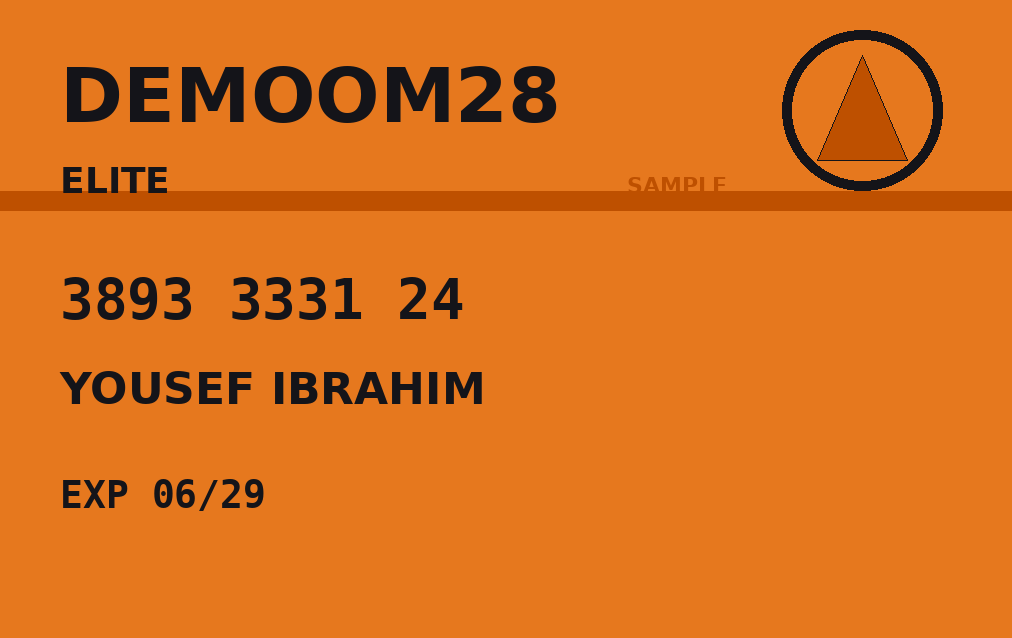 DEMOOM28
ELITE
SAMPLE
3893 3331 24
YOUSEF IBRAHIM
EXP 06/29